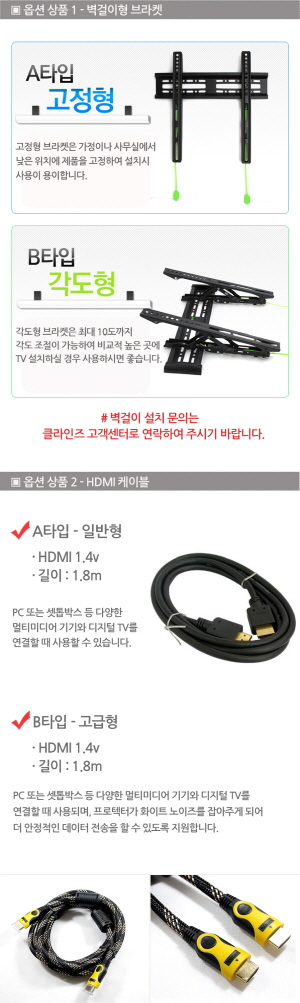 ▣ 옵션 상품 1 - 벽걸이형 브라켓
A타입
고정형
고정형 브라켓은 가정이나 사무실에서
낮은 위치에 제품을 고정하여 설치시
사용이 용이합니다.
B타입
각도형
각도형 브라켓은 최대 10도까지
각도 조절이 가능하여 비교적 높은 곳에
TV 설치하실 경우 사용하시면 좋습니다.
# 벽걸이 설치 문의는
클라인즈 고객센터로 연락하여 주시기 바랍니다.
▣ 옵션 상품 2 - HDMI 케이블
A타입 - 일반형
· HDMI 1.4v
· 길이 : 1.8m
PC 또는 셋톱박스 등 다양한
멀티미디어 기기와 디지털 TV를
연결할 때 사용할 수 있습니다.
B타입 - 고급형
· HDMI 1.4v
· 길이 : 1.8m
PC 또는 셋톱박스 등 다양한 멀티미디어 기기와 디지털 TV를
연결할 때 사용되며, 프로텍터가 화이트 노이즈를 잡아주게 되어
더 안정적인 데이터 전송을 할 수 있도록 지원합니다.